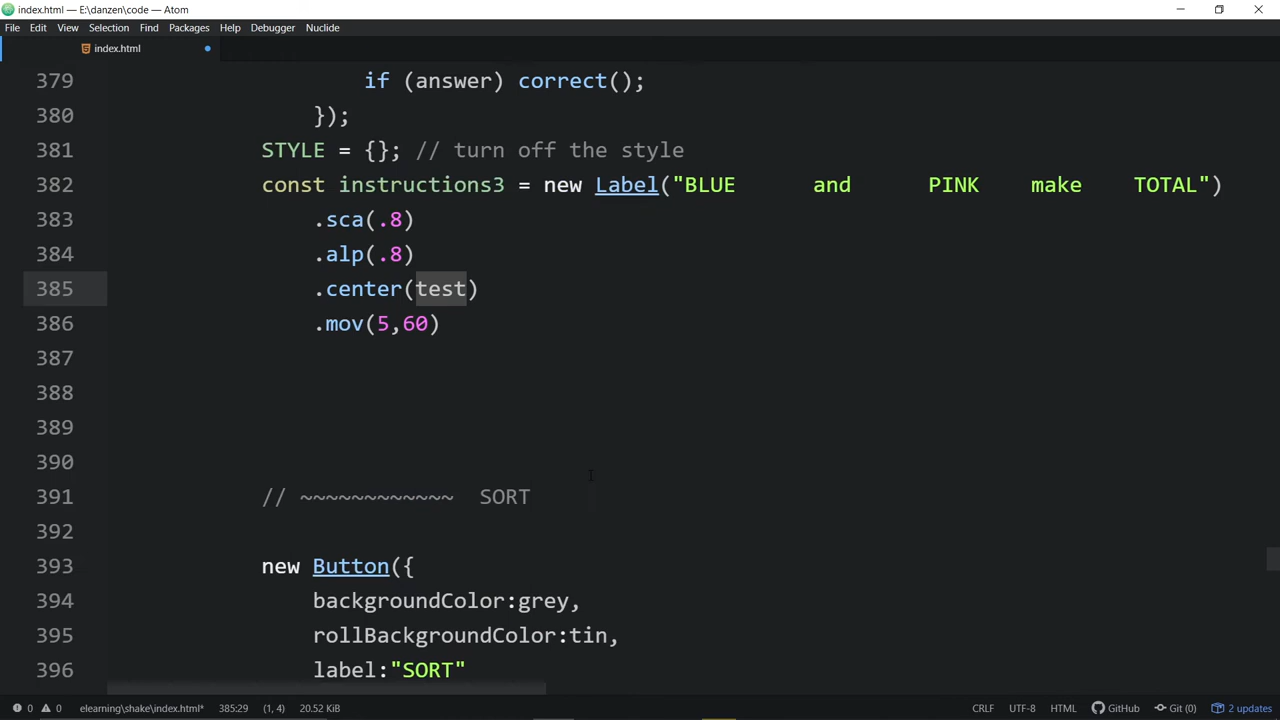 index.html — E:\danzen\code — Atom
File Edit View Selection Find Packages Help Debugger Nuclide
index.html
379 if (answer) correct();
380 });
381 STYLE = {}; // turn off the style
382 const instructions3 = new Label("BLUE and PINK make TOTAL")
383 .sca(.8)
384 .alp(.8)
385 .center(test)
386 .mov(5,60)
387
388
389
390
391 // ~~~~~~~~~~~~ SORT
392
393 new Button({
394 backgroundColor:grey,
395 rollBackgroundColor:tin,
396 label:"SORT"
0 0 elearning\shake\index.html* 385:29 (1, 4) 20.52 KiB CRLF UTF-8 HTML GitHub Git (0) 2 updates